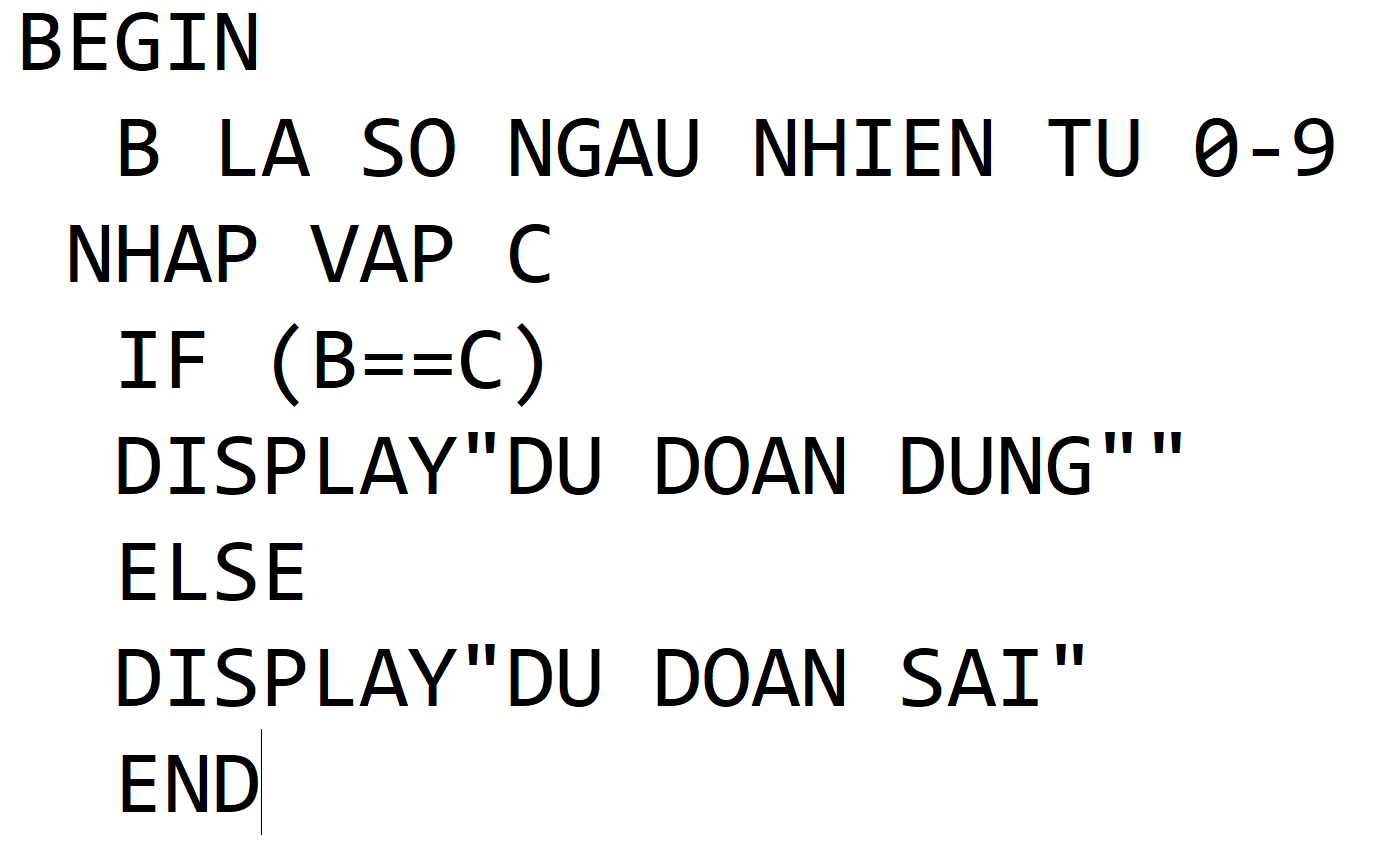 BEGIN
B LA SO NGAU NHIEN TU 0-9
NHAP VAP C
IF (B==C)
DISPLAY"DU DOAN DUNG""
ELSE
DISPLAY"DU DOAN SAI"
END